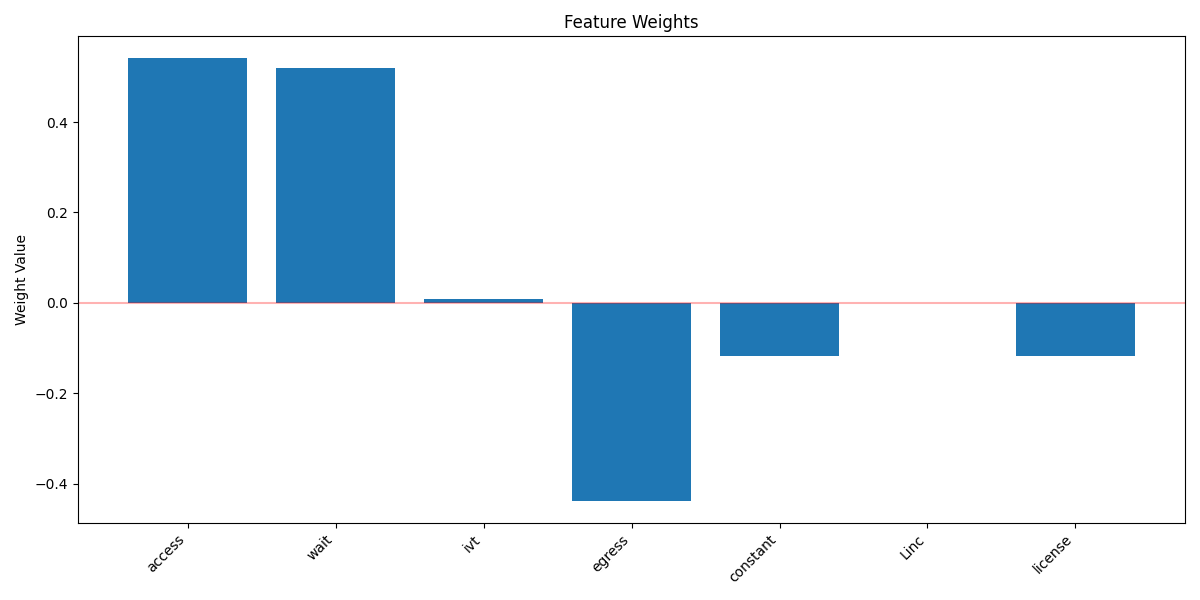 Feature Weights
Weight Value
0.4
0.2
0.0
−0.2
−0.4
access
wait
ivt
egress
constant
Linc
license